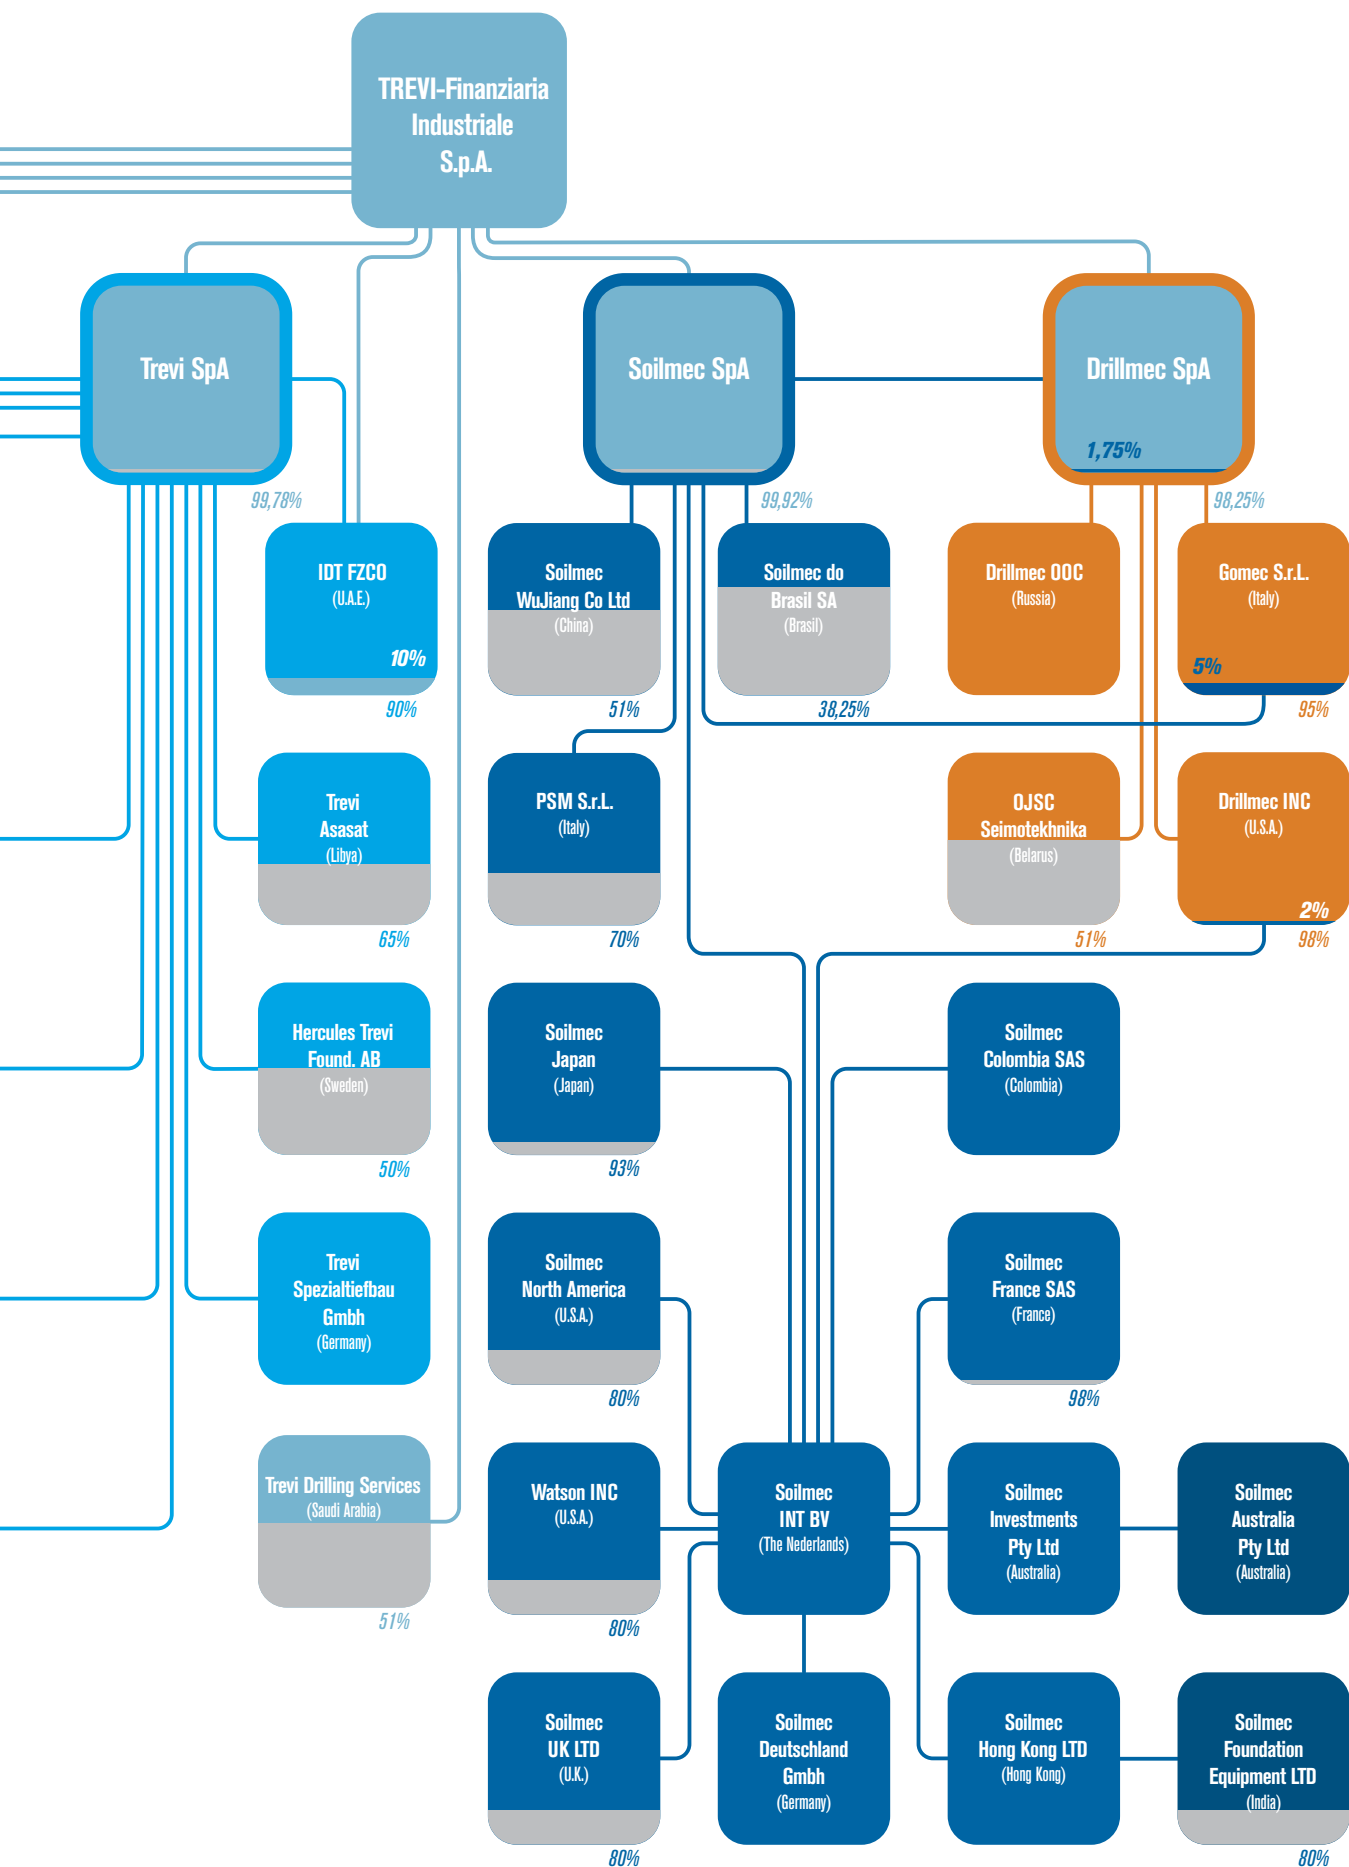 TREVI-Finanziaria
Industriale
S.p.A.
Trevi SpA
99,78%
Soilmec SpA
99,92%
Drillmec SpA
1,75%
98,25%
IDT FZCO
(U.A.E.)
10%
90%
Soilmec
WuJiang Co Ltd
(China)
51%
Soilmec do
Brasil SA
(Brasil)
38,25%
Drillmec OOC
(Russia)
Gomec S.r.L.
(Italy)
5%
95%
Trevi
Asasat
(Libya)
65%
PSM S.r.L.
(Italy)
70%
OJSC
Seimotekhnika
(Belarus)
51%
Drillmec INC
(U.S.A.)
2%
98%
Hercules Trevi
Found. AB
(Sweden)
50%
Soilmec
Japan
(Japan)
93%
Soilmec
Colombia SAS
(Colombia)
Trevi
Spezialtiefbau
Gmbh
(Germany)
Soilmec
North America
(U.S.A.)
80%
Soilmec
France SAS
(France)
98%
Trevi Drilling Services
(Saudi Arabia)
51%
Watson INC
(U.S.A.)
80%
Soilmec
INT BV
(The Nederlands)
Soilmec
Investments
Pty Ltd
(Australia)
Soilmec
Australia
Pty Ltd
(Australia)
Soilmec
UK LTD
(U.K.)
80%
Soilmec
Deutschland
Gmbh
(Germany)
Soilmec
Hong Kong LTD
(Hong Kong)
Soilmec
Foundation
Equipment LTD
(India)
80%